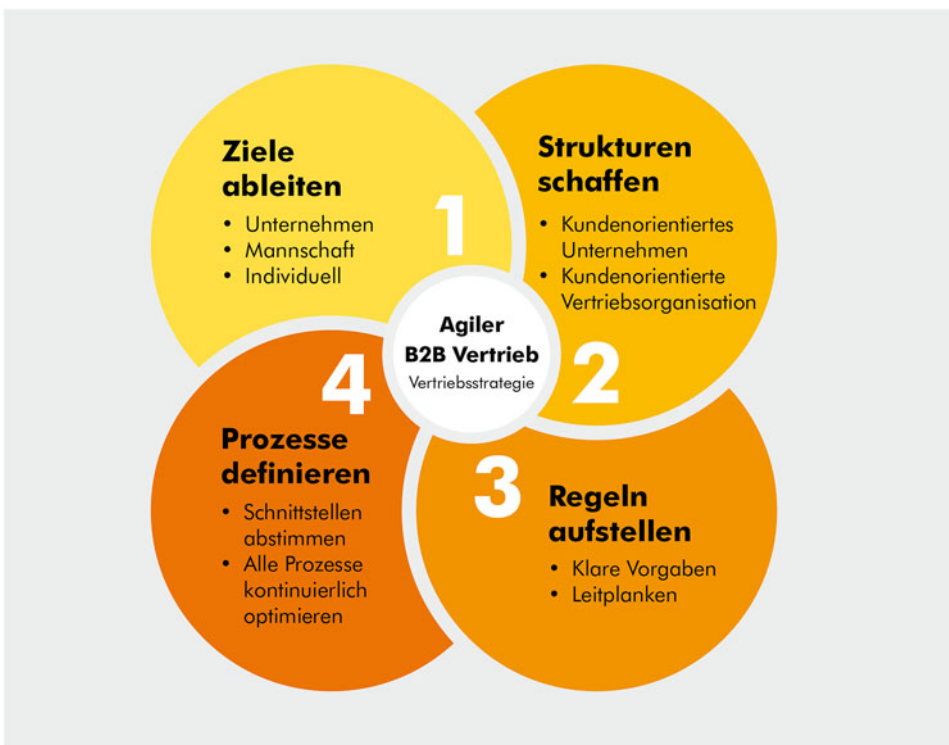 Ziele
ableiten
• Unternehmen
• Mannschaft
• Individuell
1
Strukturen
schaffen
• Kundenorientiertes
Unternehmen
• Kundenorientierte
Vertriebsorganisation
2
Agiler
B2B Vertrieb
Vertriebsstrategie
3
Regeln
aufstellen
• Klare Vorgaben
• Leitplanken
4
Prozesse
definieren
• Schnittstellen
abstimmen
• Alle Prozesse
kontinuierlich
optimieren